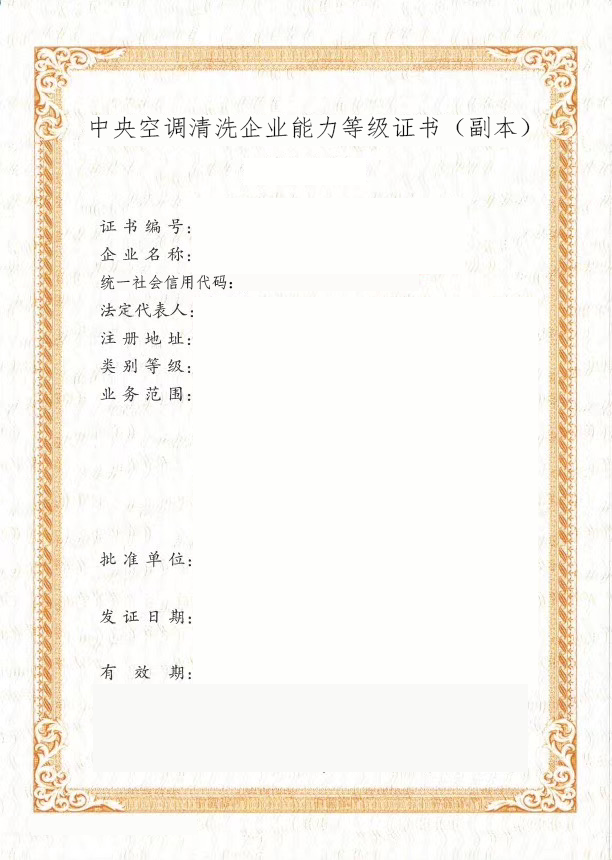 中央空调清洗企业能力等级证书（副本）
证书编号：
企业名称：
统一社会信用代码：
法定代表人：
注册地址：
类别等级：
业务范围：
批准单位：
发证日期：
有效期：